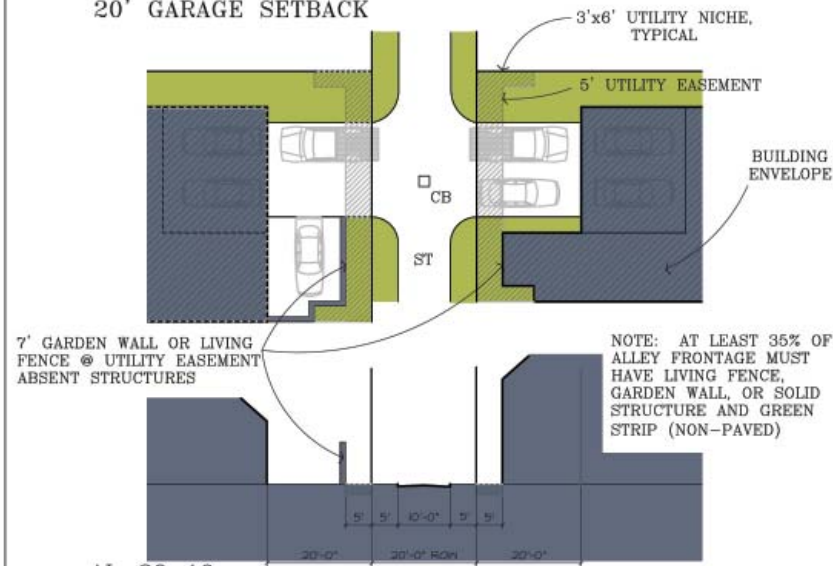 20' GARAGE SETBACK
3'x6' UTILITY NICHE,
TYPICAL
5' UTILITY EASEMENT
BUILDING
ENVELOPE
CB
ST
7' GARDEN WALL OR LIVING
FENCE @ UTILITY EASEMENT
ABSENT STRUCTURES
NOTE: AT LEAST 35% OF
ALLEY FRONTAGE MUST
HAVE LIVING FENCE,
GARDEN WALL, OR SOLID
STRUCTURE AND GREEN
STRIP (NON-PAVED)
5' 5' 10'-0" 5' 5'
20'-0" 20'-0" ROW 20'-0"